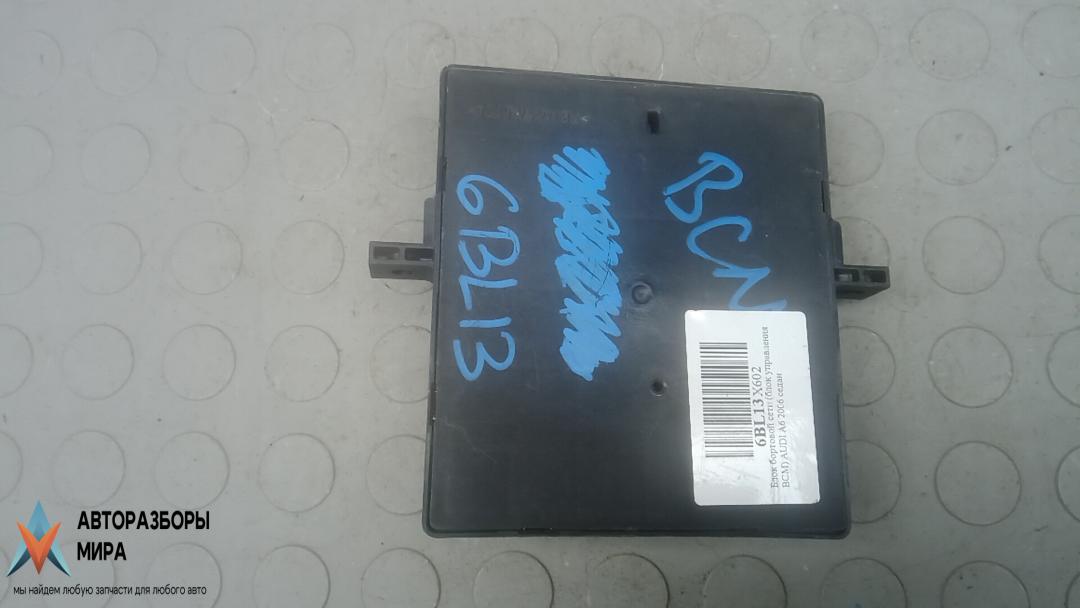 BCM
6BL13
6BL13X602
Блок бортовой сети (блок управления
BCM) AUDI A6 2006 седан
АВТОРАЗБОРЫ
МИРА
мы найдем любую запчасти для любого авто